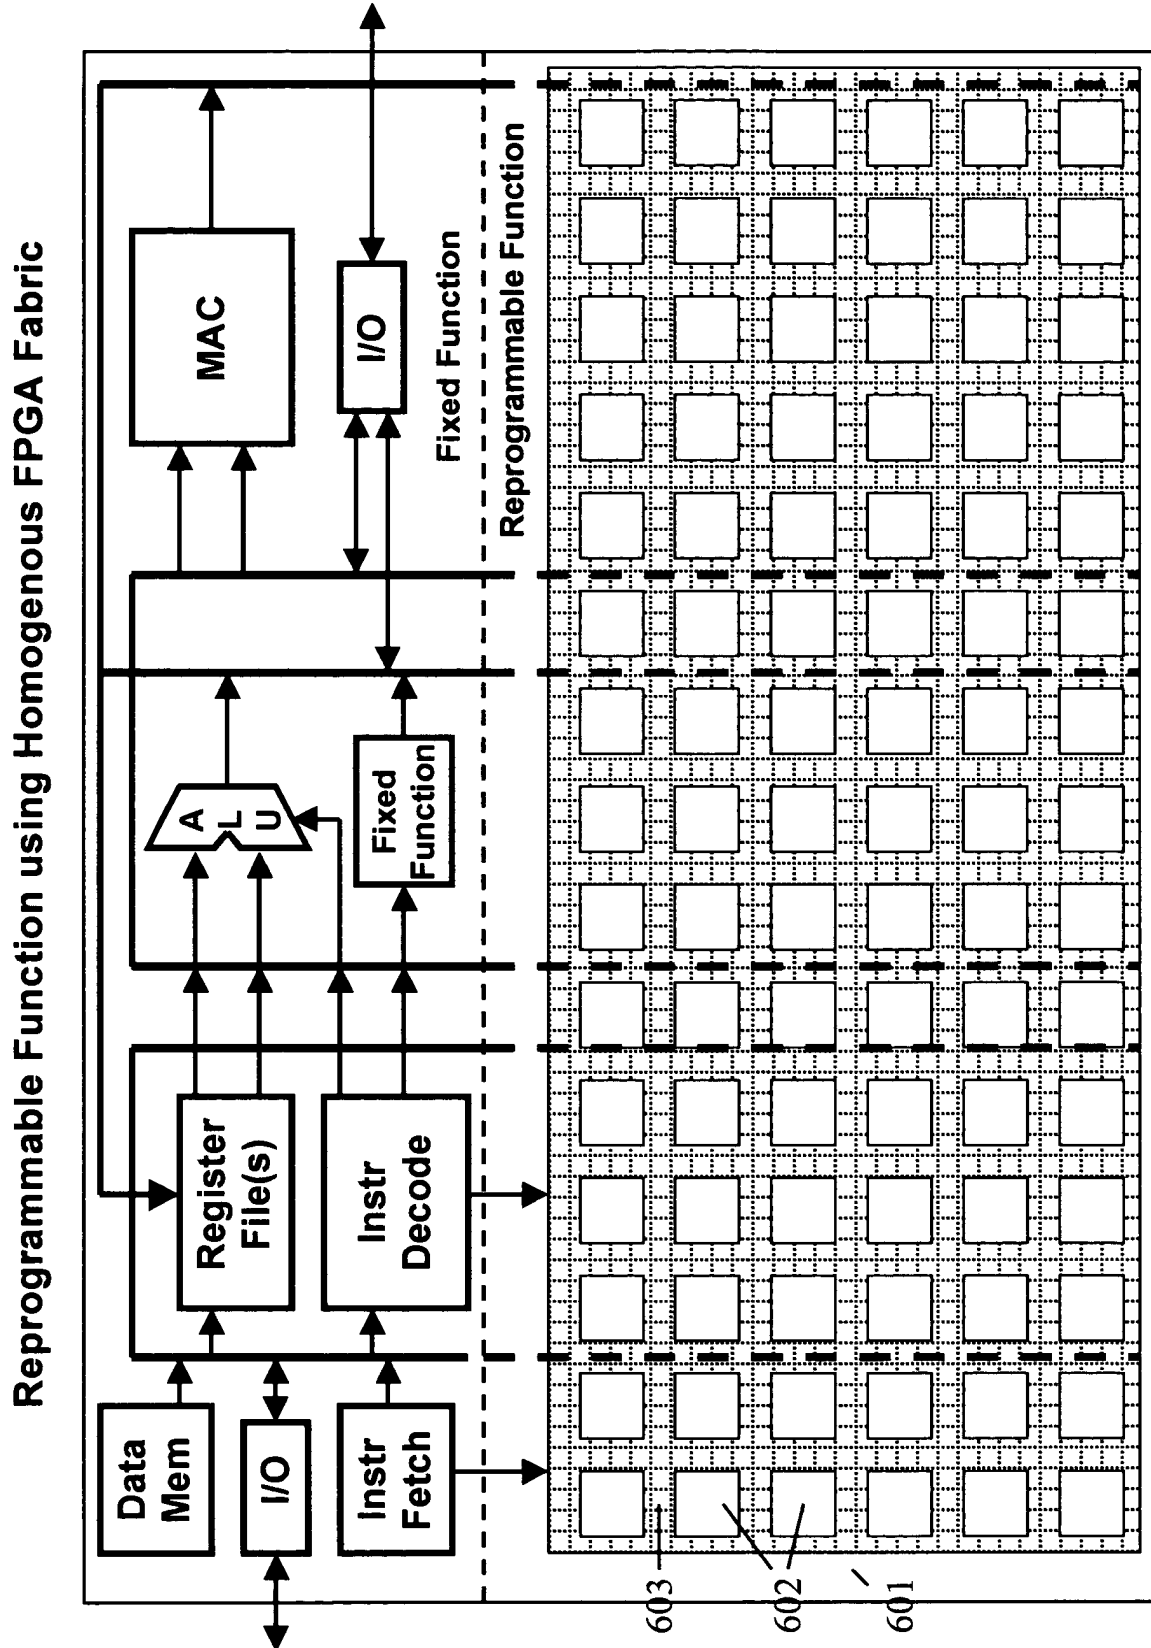 Reprogrammable Function using Homogenous FPGA Fabric
Data
Mem
I/O
Instr
Fetch
Register
File(s)
Instr
Decode
A
L
U
Fixed
Function
MAC
I/O
Fixed Function
Reprogrammable Function
603
602
601